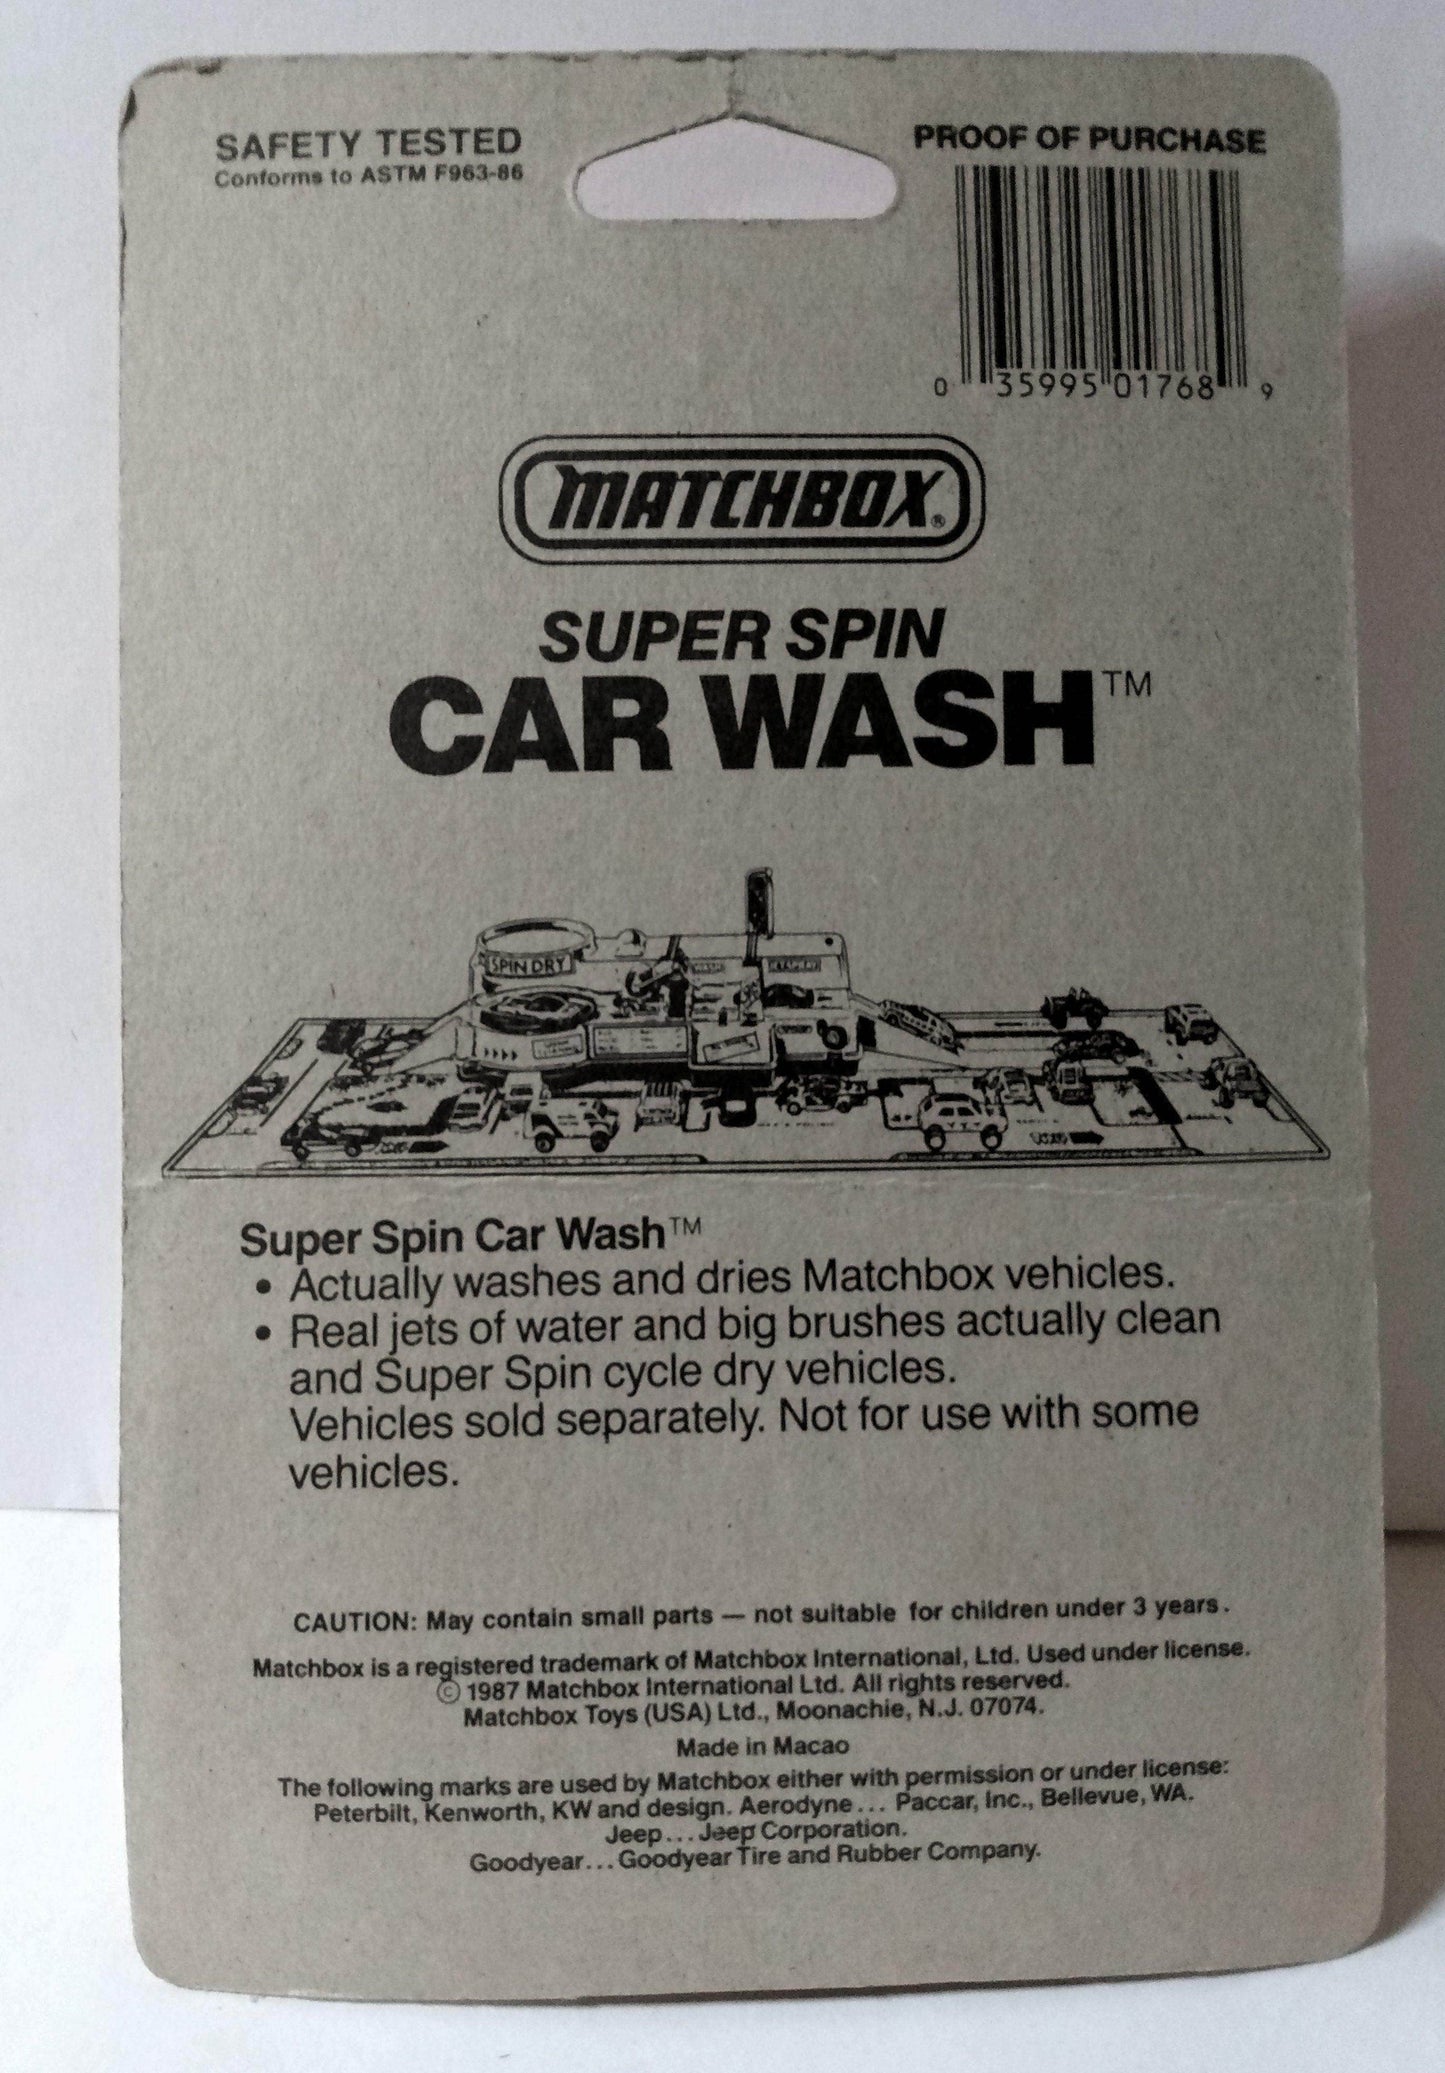 SAFETY TESTED
Conforms to ASTM F963-86
PROOF OF PURCHASE
0 35995 01768 9
MATCHBOX®
SUPER SPIN
CAR WASH™
SPIN DRY
Super Spin Car Wash™
• Actually washes and dries Matchbox vehicles.
• Real jets of water and big brushes actually clean
and Super Spin cycle dry vehicles.
Vehicles sold separately. Not for use with some
vehicles.
CAUTION: May contain small parts — not suitable for children under 3 years.
Matchbox is a registered trademark of Matchbox International, Ltd. Used under license.
© 1987 Matchbox International Ltd. All rights reserved.
Matchbox Toys (USA) Ltd., Moonachie, N.J. 07074.
Made in Macao
The following marks are used by Matchbox either with permission or under license:
Peterbilt, Kenworth, KW and design. Aerodyne... Paccar, Inc., Bellevue, WA.
Jeep...Jeep Corporation.
Goodyear...Goodyear Tire and Rubber Company.